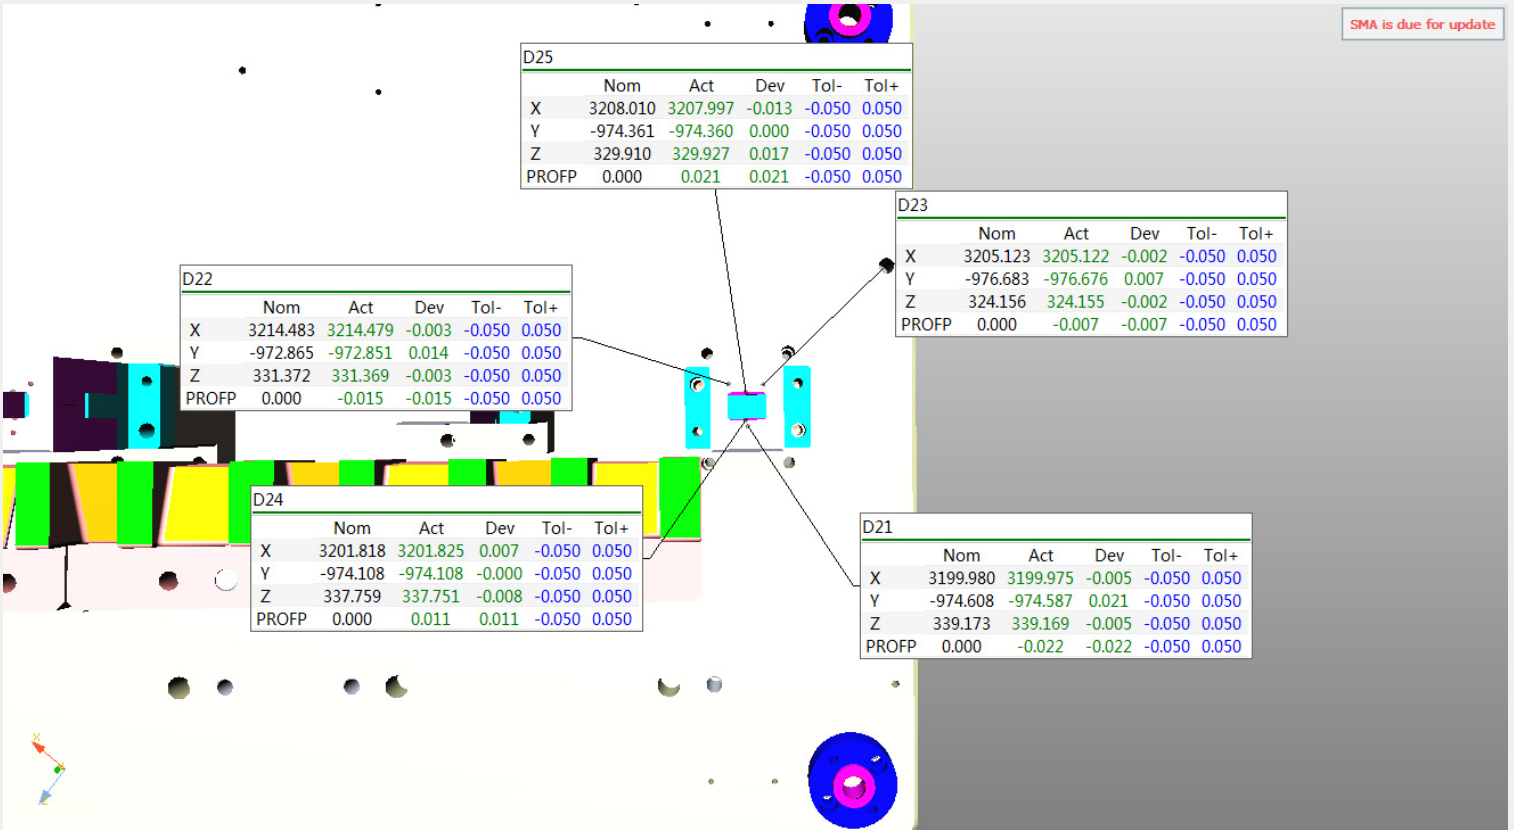 SMA is due for update
D25
Nom Act Dev Tol- Tol+
X 3208.010 3207.997 -0.013 -0.050 0.050
Y -974.361 -974.360 0.000 -0.050 0.050
Z 329.910 329.927 0.017 -0.050 0.050
PROFP 0.000 0.021 0.021 -0.050 0.050
D23
Nom Act Dev Tol- Tol+
X 3205.123 3205.122 -0.002 -0.050 0.050
Y -976.683 -976.676 0.007 -0.050 0.050
Z 324.156 324.155 -0.002 -0.050 0.050
PROFP 0.000 -0.007 -0.007 -0.050 0.050
D22
Nom Act Dev Tol- Tol+
X 3214.483 3214.479 -0.003 -0.050 0.050
Y -972.865 -972.851 0.014 -0.050 0.050
Z 331.372 331.369 -0.003 -0.050 0.050
PROFP 0.000 -0.015 -0.015 -0.050 0.050
D24
Nom Act Dev Tol- Tol+
X 3201.818 3201.825 0.007 -0.050 0.050
Y -974.108 -974.108 -0.000 -0.050 0.050
Z 337.759 337.751 -0.008 -0.050 0.050
PROFP 0.000 0.011 0.011 -0.050 0.050
D21
Nom Act Dev Tol- Tol+
X 3199.980 3199.975 -0.005 -0.050 0.050
Y -974.608 -974.587 0.021 -0.050 0.050
Z 339.173 339.169 -0.005 -0.050 0.050
PROFP 0.000 -0.022 -0.022 -0.050 0.050
X